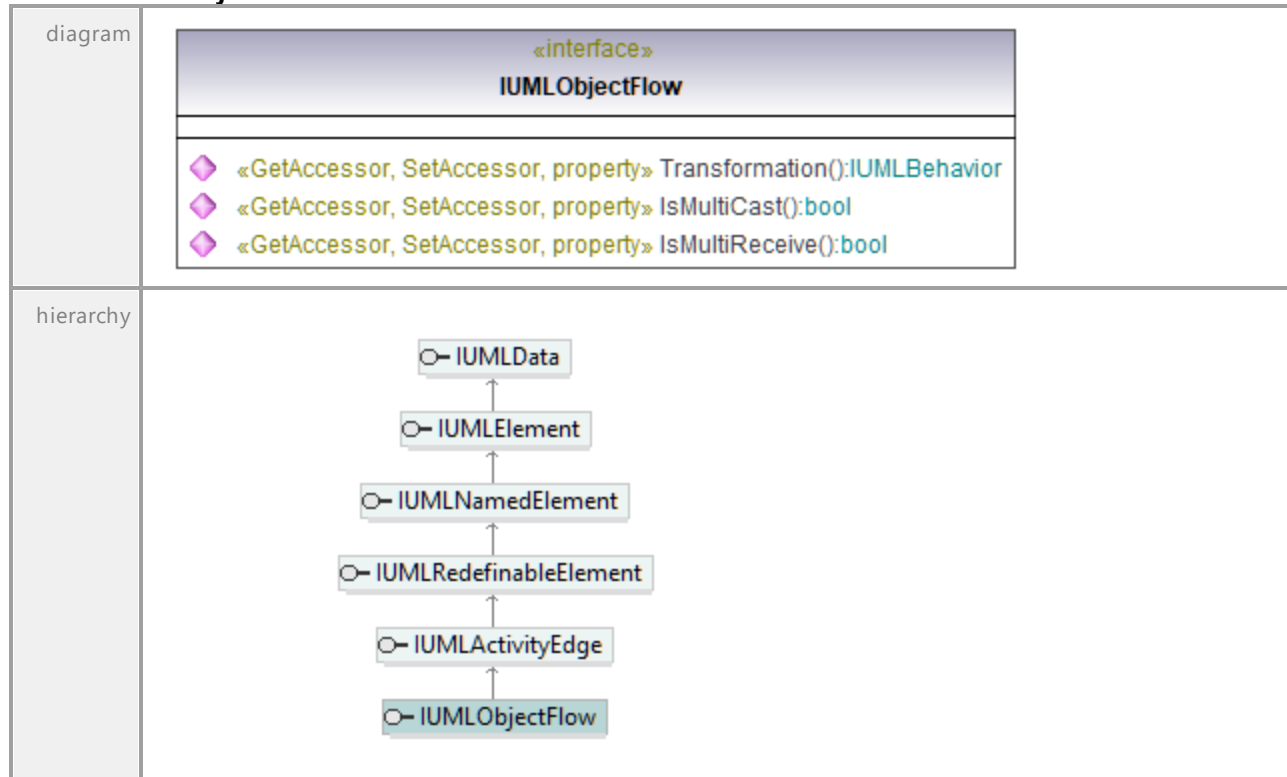 diagram
«interface»
IUMLObjectFlow
«GetAccessor, SetAccessor, property» Transformation():IUMLBehavior
«GetAccessor, SetAccessor, property» IsMultiCast():bool
«GetAccessor, SetAccessor, property» IsMultiReceive():bool
hierarchy
IUMLData
IUMLElement
IUMLNamedElement
IUMLRedefinableElement
IUMLActivityEdge
IUMLObjectFlow